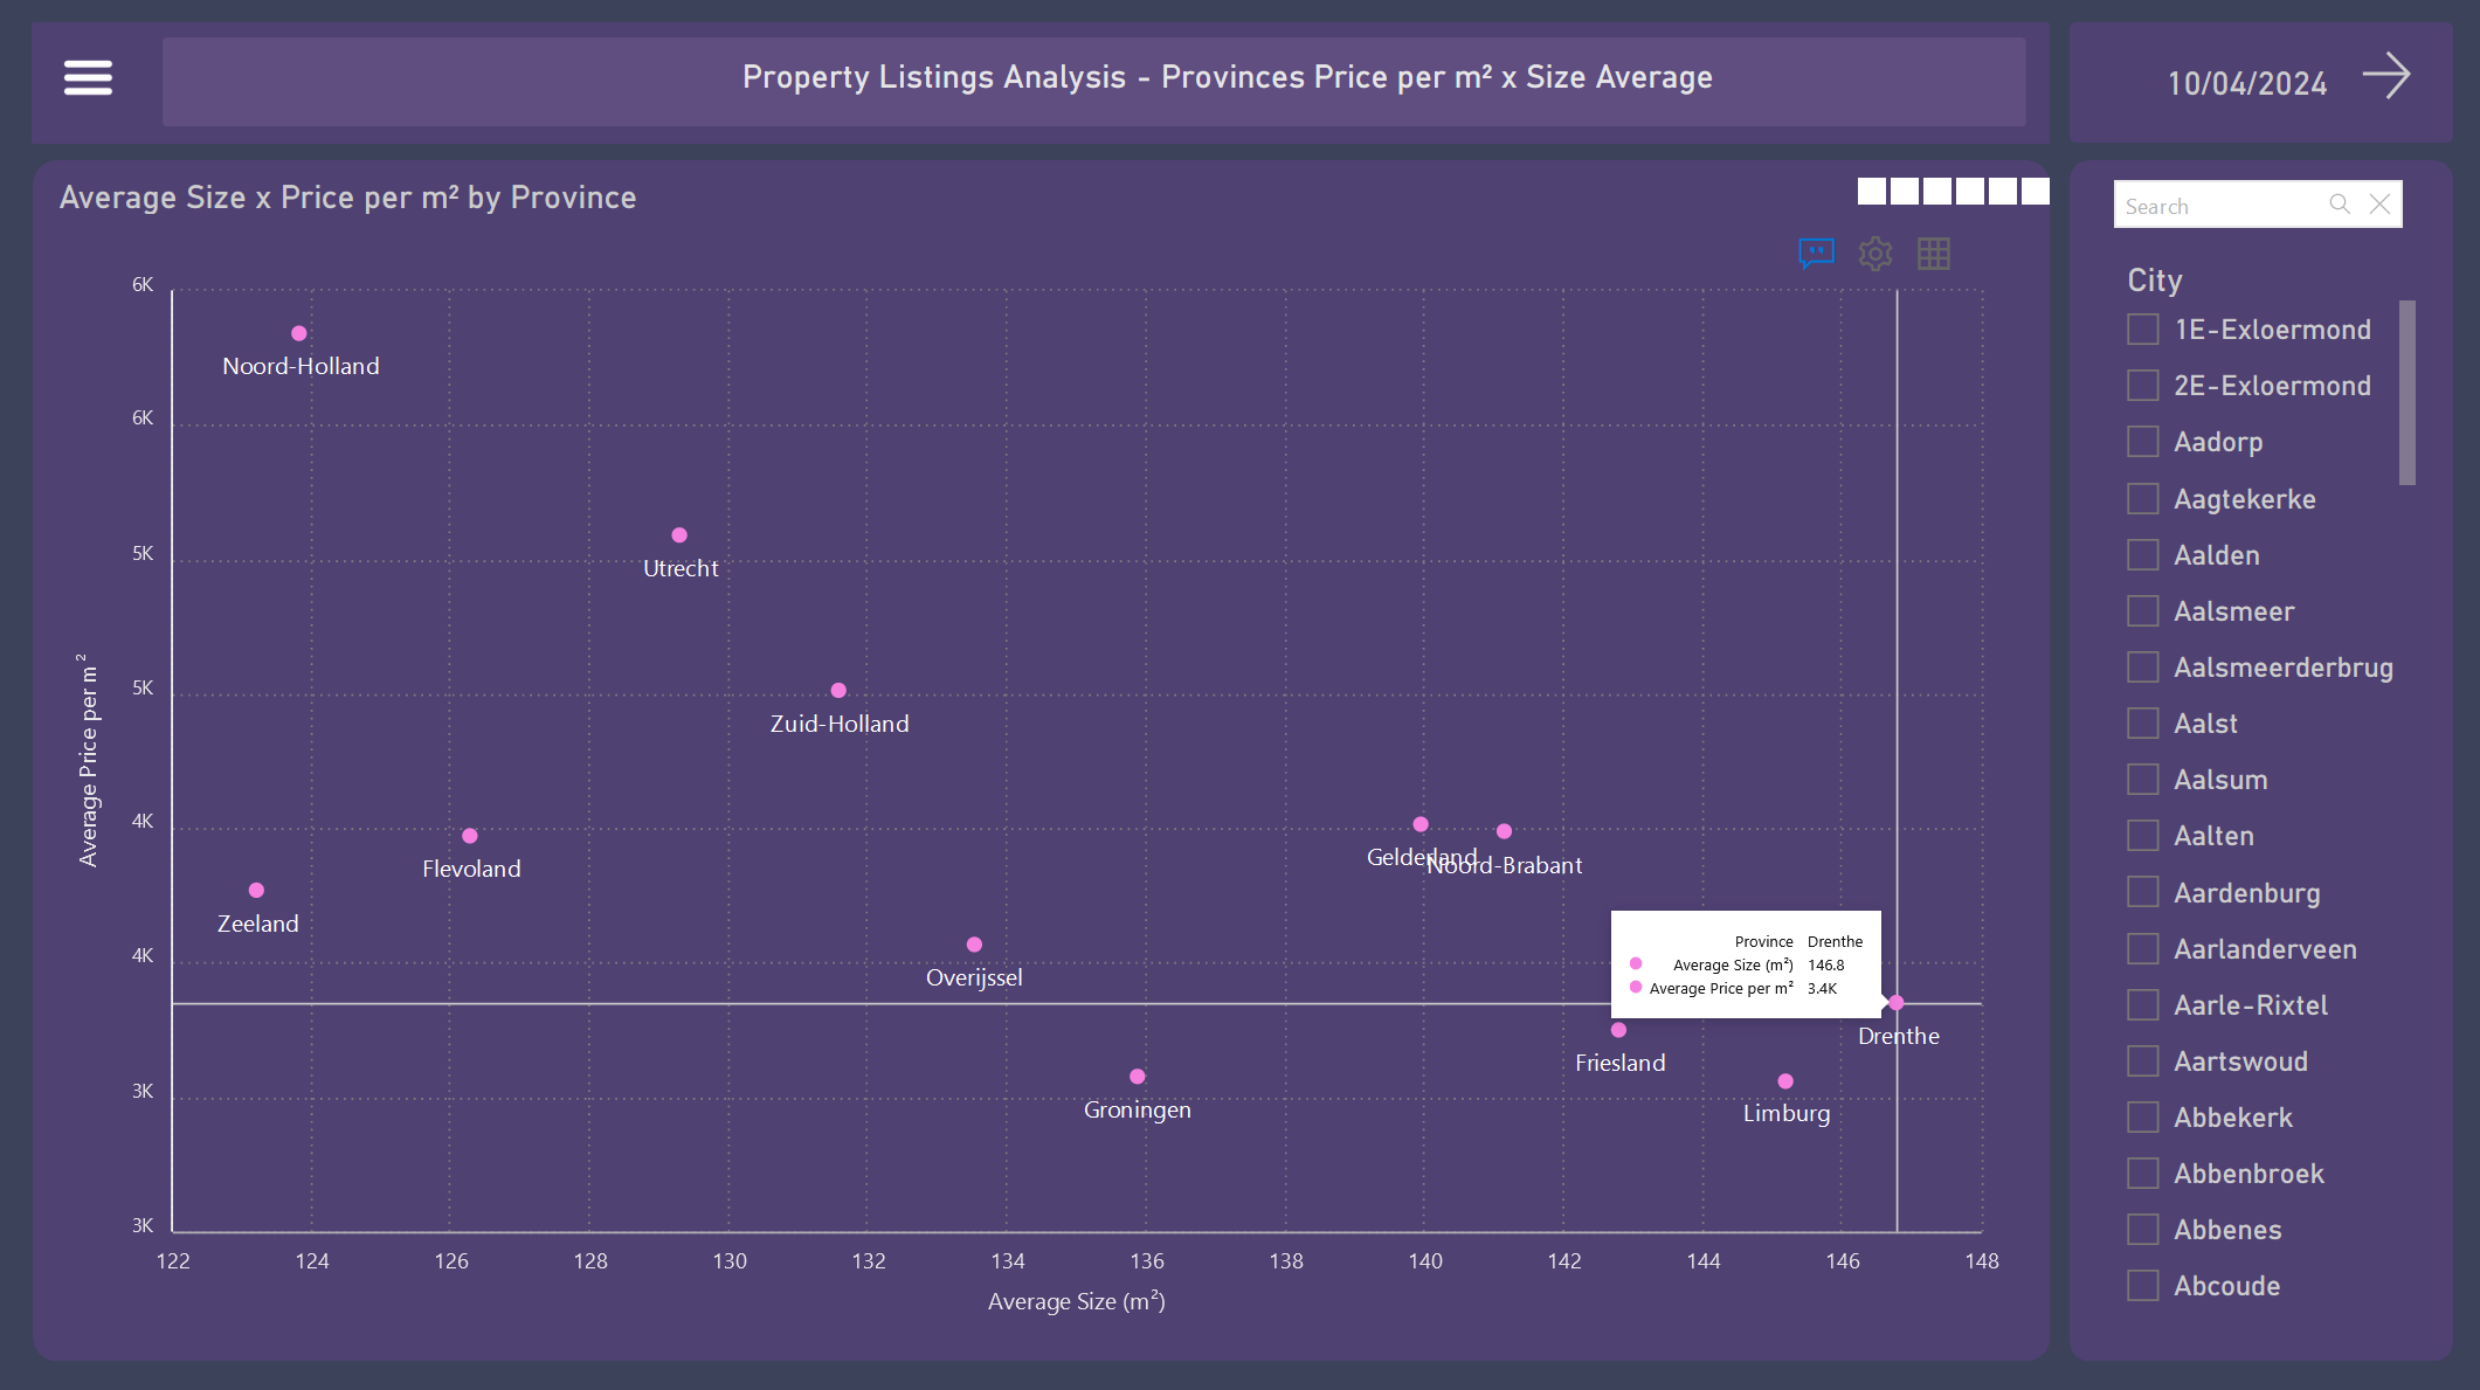 Property Listings Analysis - Provinces Price per m² x Size Average
10/04/2024
Average Size x Price per m² by Province
6K
6K
5K
5K
4K
4K
3K
3K
Average Price per m²
Noord-Holland
Utrecht
Zuid-Holland
Flevoland
Gelderland
Noord-Brabant
Zeeland
Overijssel
Province Drenthe
Average Size (m²) 146.8
Average Price per m² 3.4K
Drenthe
Friesland
Groningen
Limburg
122 124 126 128 130 132 134 136 138 140 142 144 146 148
Average Size (m²)
Search
City
1E-Exloermond
2E-Exloermond
Aadorp
Aagtekerke
Aalden
Aalsmeer
Aalsmeerderbrug
Aalst
Aalsum
Aalten
Aardenburg
Aarlanderveen
Aarle-Rixtel
Aartswoud
Abbekerk
Abbenbroek
Abbenes
Abcoude